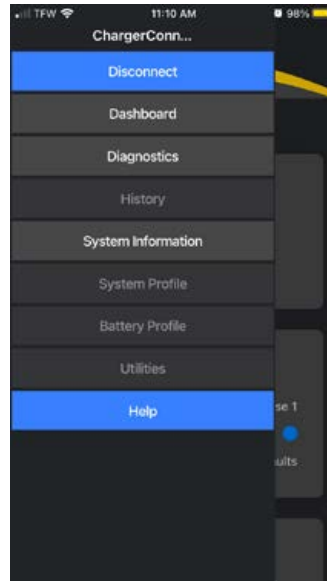 TFW 11:10 AM 98%
ChargerConn...
Disconnect
Dashboard
Diagnostics
History
System Information
System Profile
Battery Profile
Utilities
Help
se 1
ults